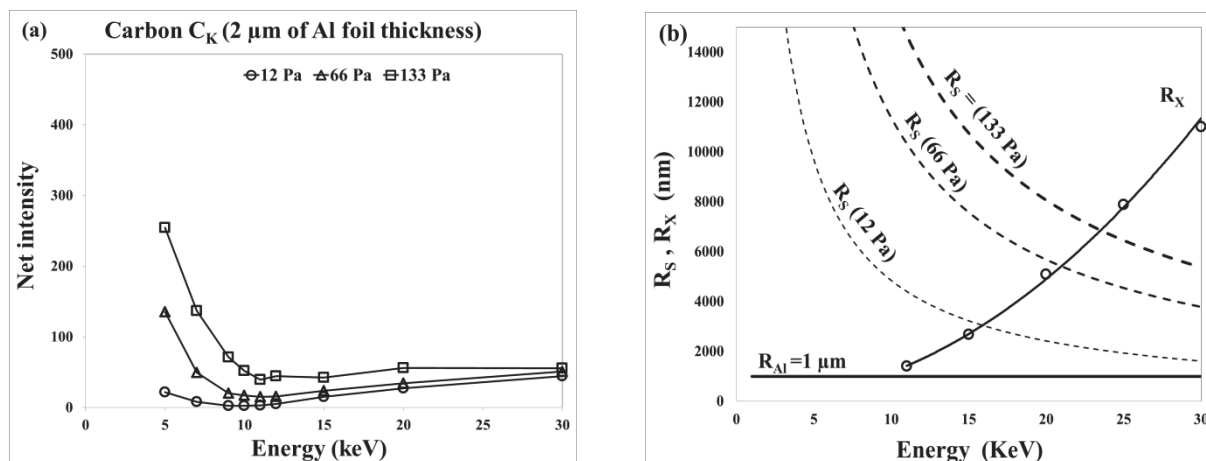 (a) Carbon C_K (2 µm of Al foil thickness)
500
12 Pa 66 Pa 133 Pa
400
300
200
100
0
Net intensity
0 5 10 15 20 25 30
Energy (keV)
(b)
14000
12000
10000
8000
6000
4000
2000
000
R_S , R_X (nm)
R_S = (133 Pa)
R_S (66 Pa)
R_S (12 Pa)
R_X
R_Al =1 µm
0 5 10 15 20 25 30
Energy (KeV)